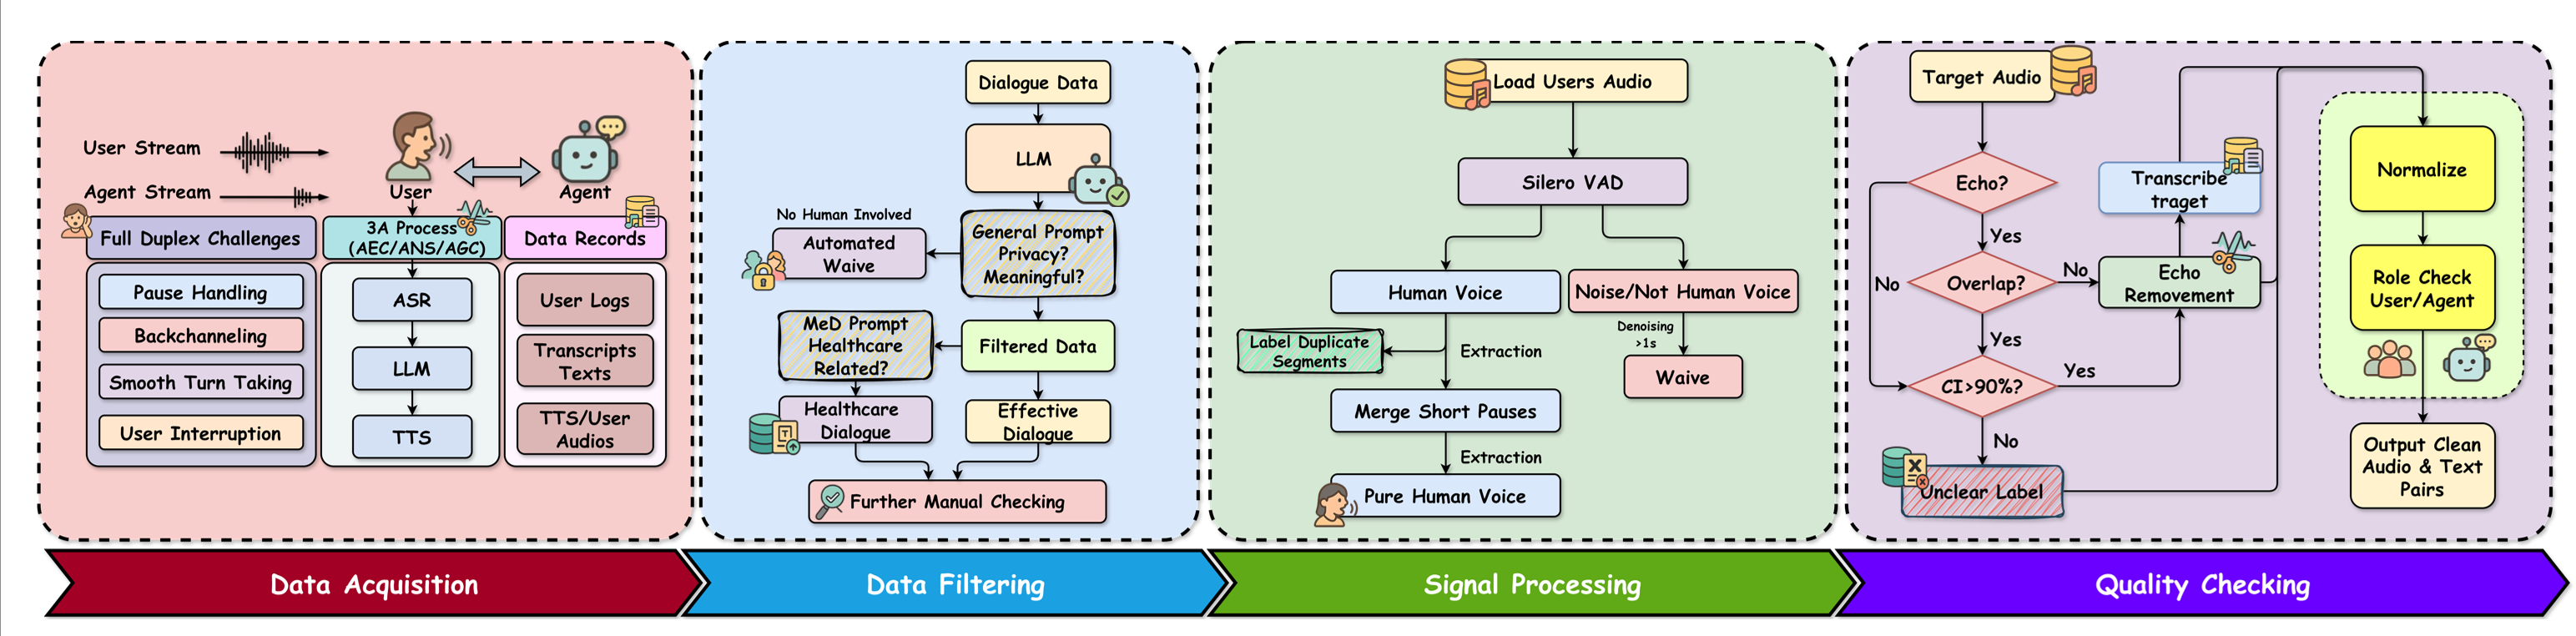 User Stream
Agent Stream
User
Agent
Full Duplex Challenges
Pause Handling
Backchanneling
Smooth Turn Taking
User Interruption
3A Process
(AEC/ANS/AGC)
ASR
LLM
TTS
Data Records
User Logs
Transcripts
Texts
TTS/User
Audios
Data Acquisition
Dialogue Data
LLM
General Prompt
Privacy?
Meaningful?
No Human Involved
Automated
Waive
Filtered Data
MeD Prompt
Healthcare
Related?
Healthcare
Dialogue
Effective
Dialogue
Further Manual Checking
Data Filtering
Load Users Audio
Silero VAD
Human Voice
Noise/Not Human Voice
Denoising
>1s
Waive
Label Duplicate
Segments
Extraction
Merge Short Pauses
Extraction
Pure Human Voice
Signal Processing
Target Audio
Echo?
Yes
No
Overlap?
No
Yes
CI>90%?
Yes
No
Unclear Label
Echo
Removement
Transcribe
traget
Normalize
Role Check
User/Agent
Output Clean
Audio & Text
Pairs
Quality Checking